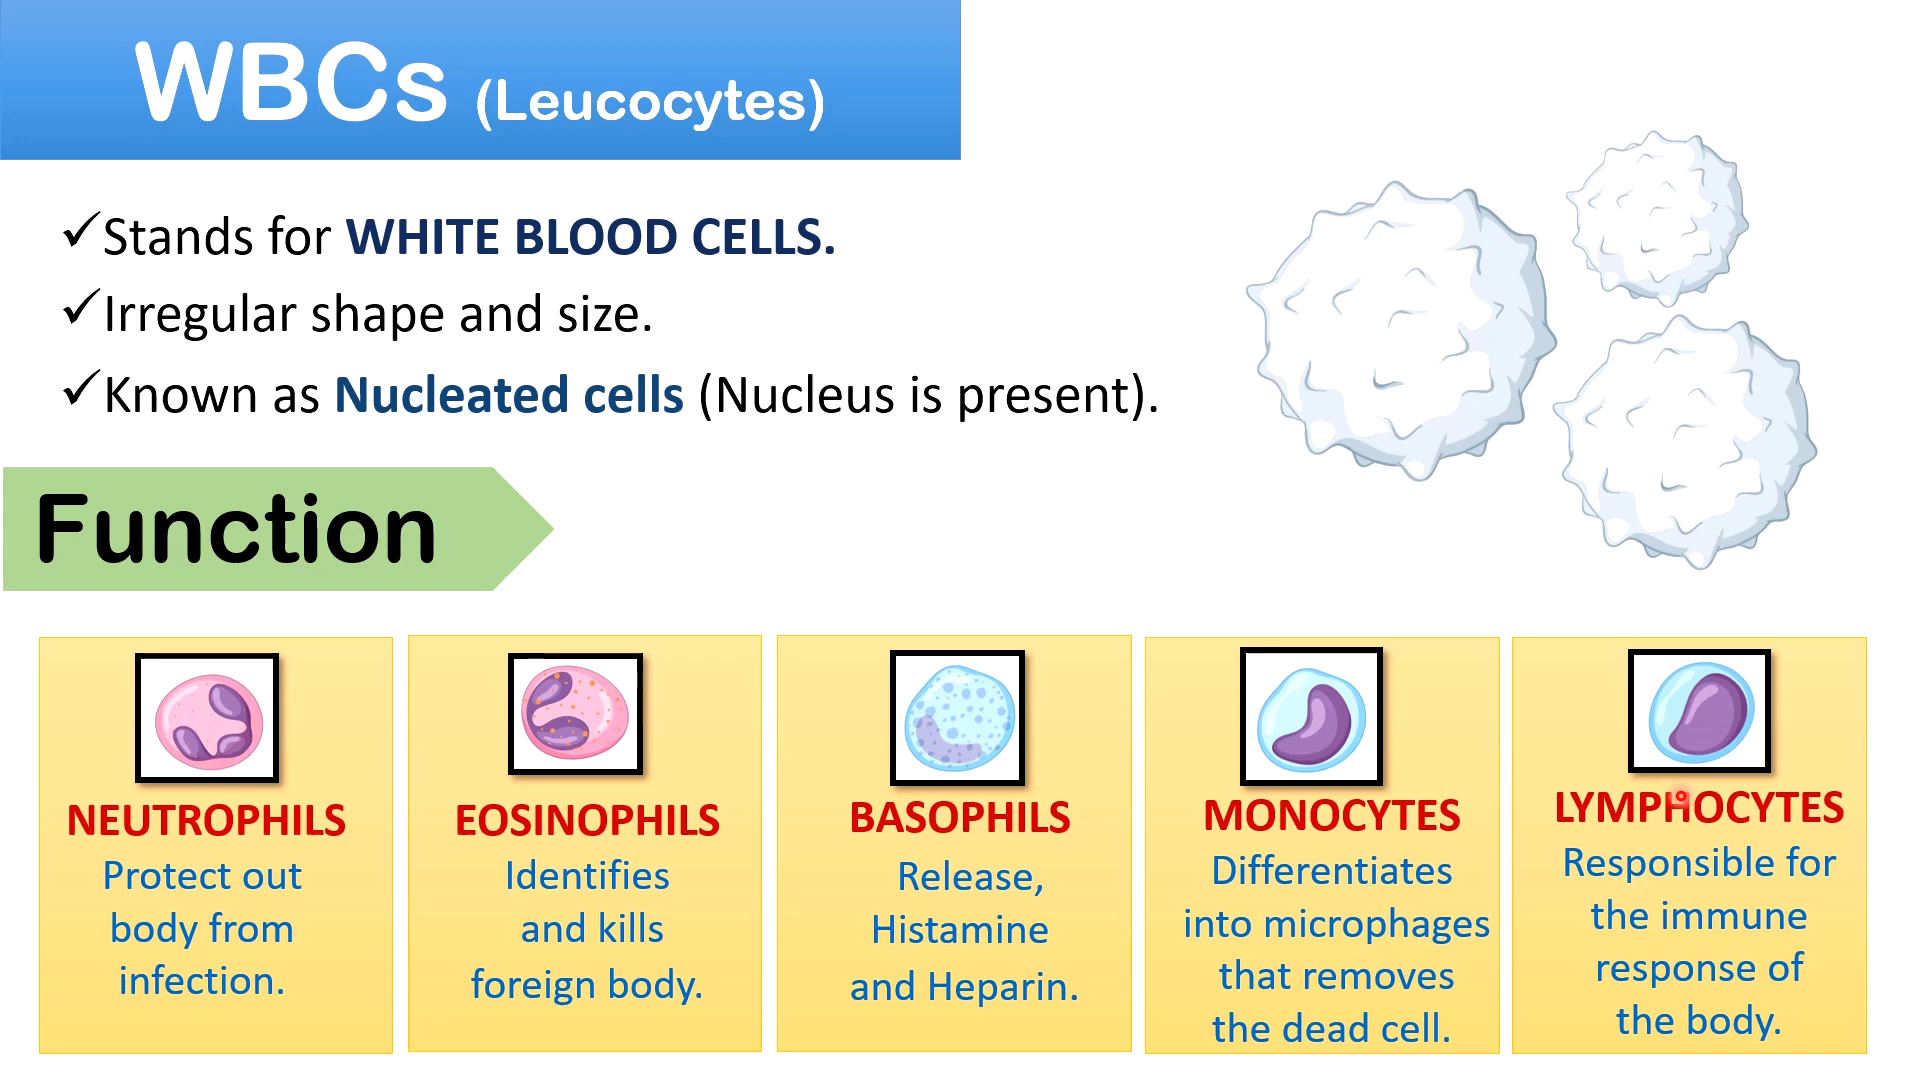 WBCs (Leucocytes)
✓Stands for WHITE BLOOD CELLS.
✓Irregular shape and size.
✓Known as Nucleated cells (Nucleus is present).
Function
NEUTROPHILS
Protect out
body from
infection.
EOSINOPHILS
Identifies
and kills
foreign body.
BASOPHILS
Release,
Histamine
and Heparin.
MONOCYTES
Differentiates
into microphages
that removes
the dead cell.
LYMPHOCYTES
Responsible for
the immune
response of
the body.